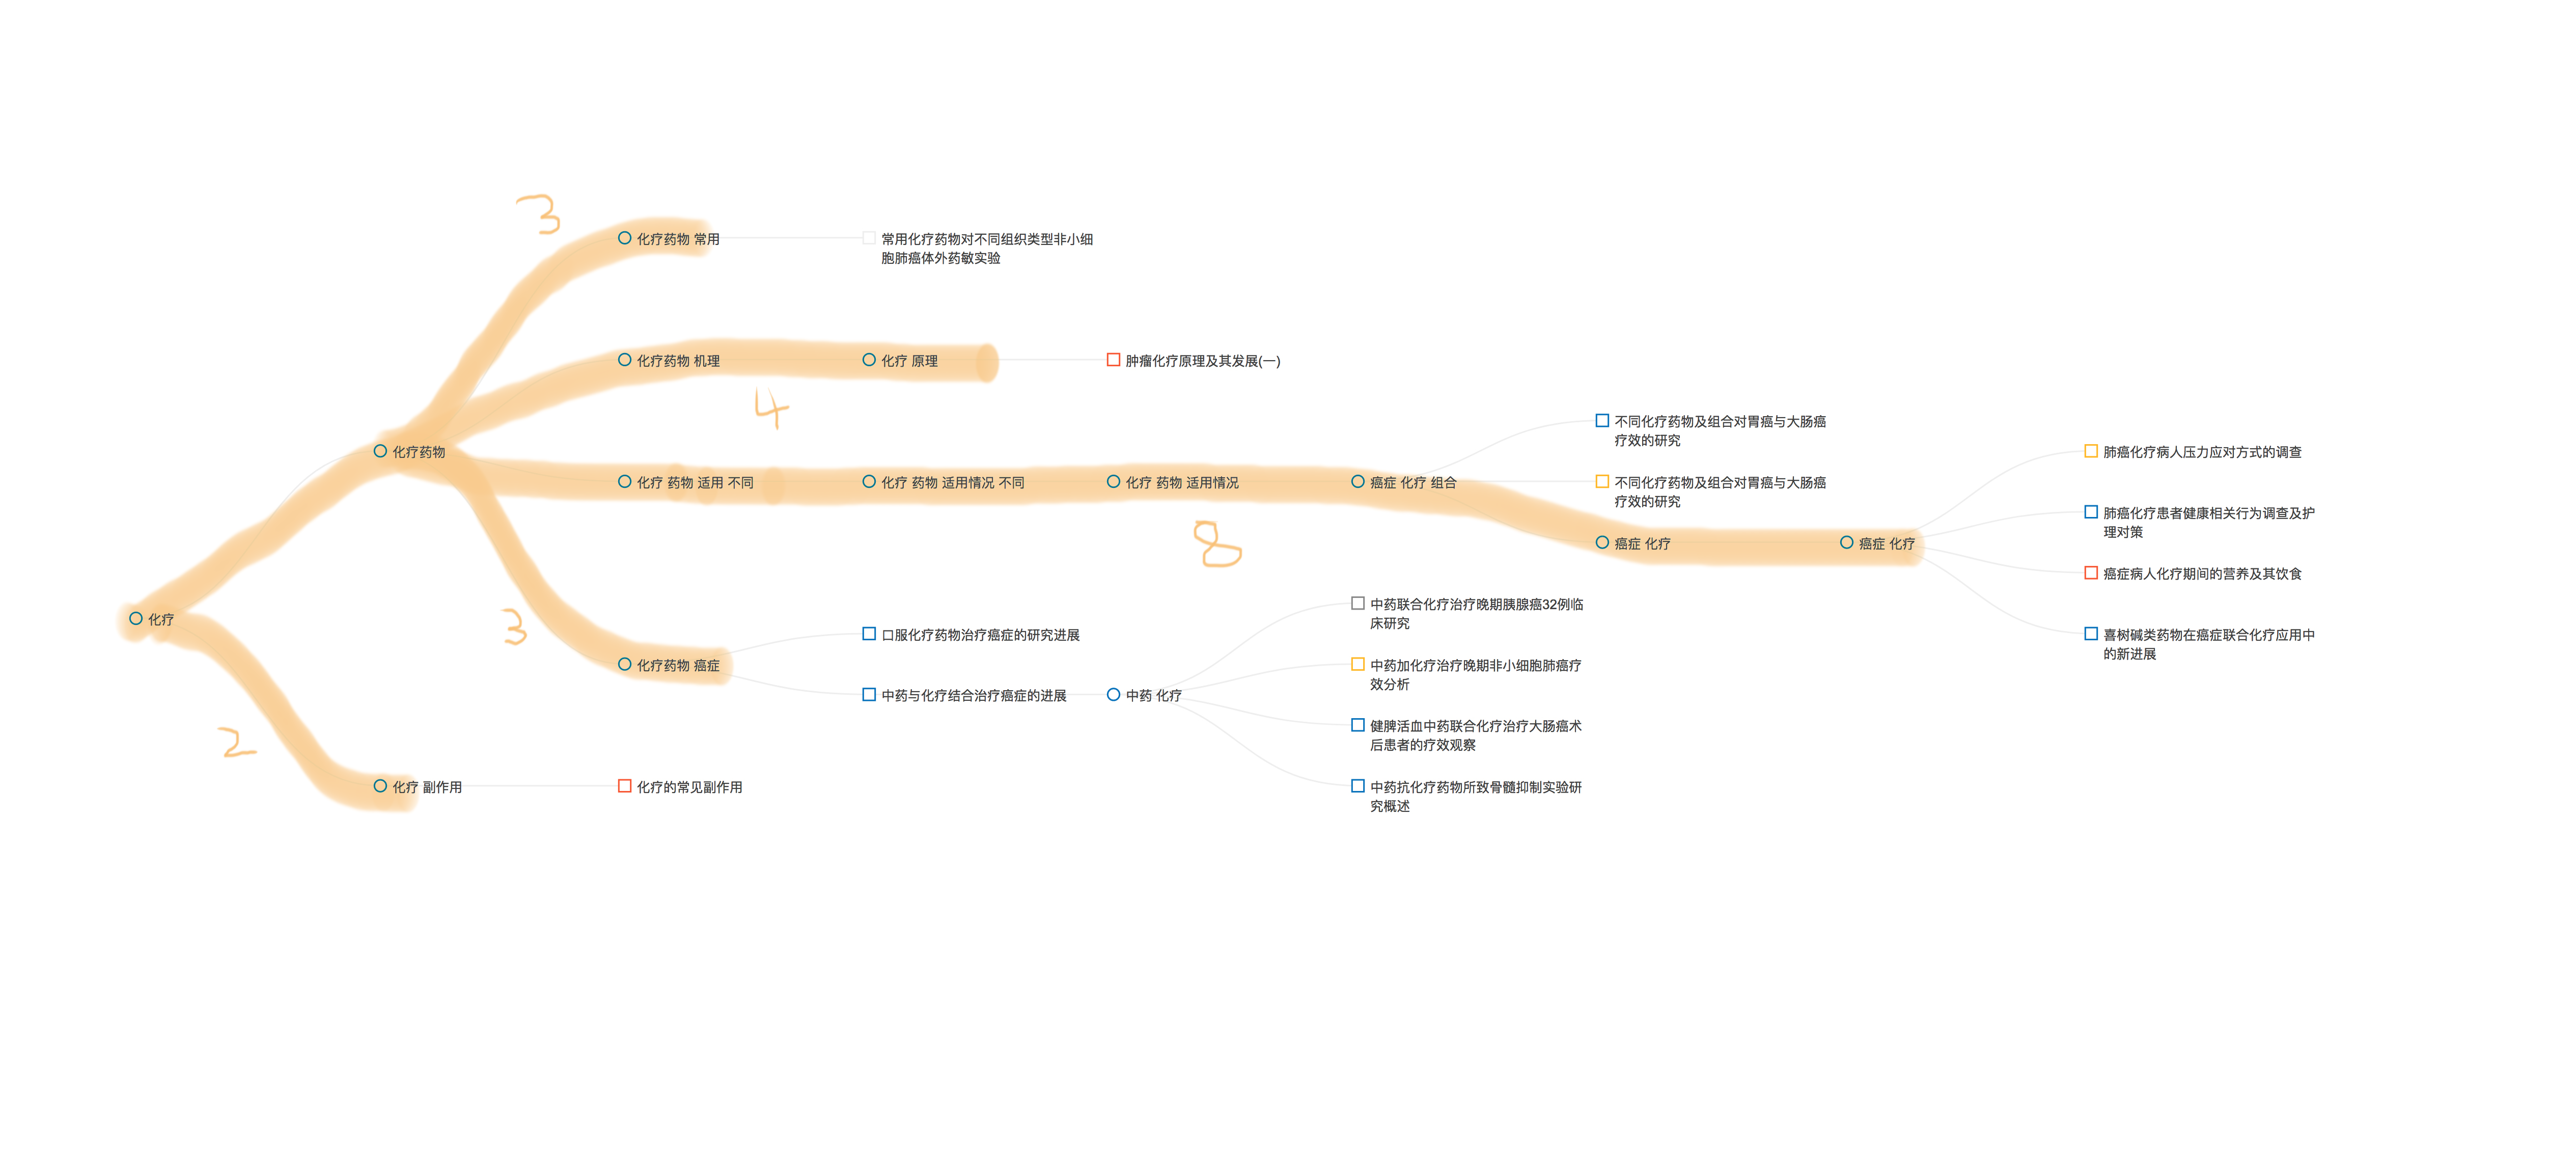 3
化疗药物 常用
常用化疗药物对不同组织类型非小细
胞肺癌体外药敏实验
化疗药物 机理
化疗 原理
肿瘤化疗原理及其发展(一)
4
不同化疗药物及组合对胃癌与大肠癌
疗效的研究
化疗药物
肺癌化疗病人压力应对方式的调查
化疗 药物 适用 不同
化疗 药物 适用情况 不同
化疗 药物 适用情况
癌症 化疗 组合
不同化疗药物及组合对胃癌与大肠癌
疗效的研究
肺癌化疗患者健康相关行为调查及护
理对策
8
癌症 化疗
癌症 化疗
癌症病人化疗期间的营养及其饮食
化疗
3
中药联合化疗治疗晚期胰腺癌32例临
床研究
口服化疗药物治疗癌症的研究进展
喜树碱类药物在癌症联合化疗应用中
的新进展
化疗药物 癌症
中药加化疗治疗晚期非小细胞肺癌疗
效分析
中药与化疗结合治疗癌症的进展
中药 化疗
2
健脾活血中药联合化疗治疗大肠癌术
后患者的疗效观察
化疗 副作用
化疗的常见副作用
中药抗化疗药物所致骨髓抑制实验研
究概述